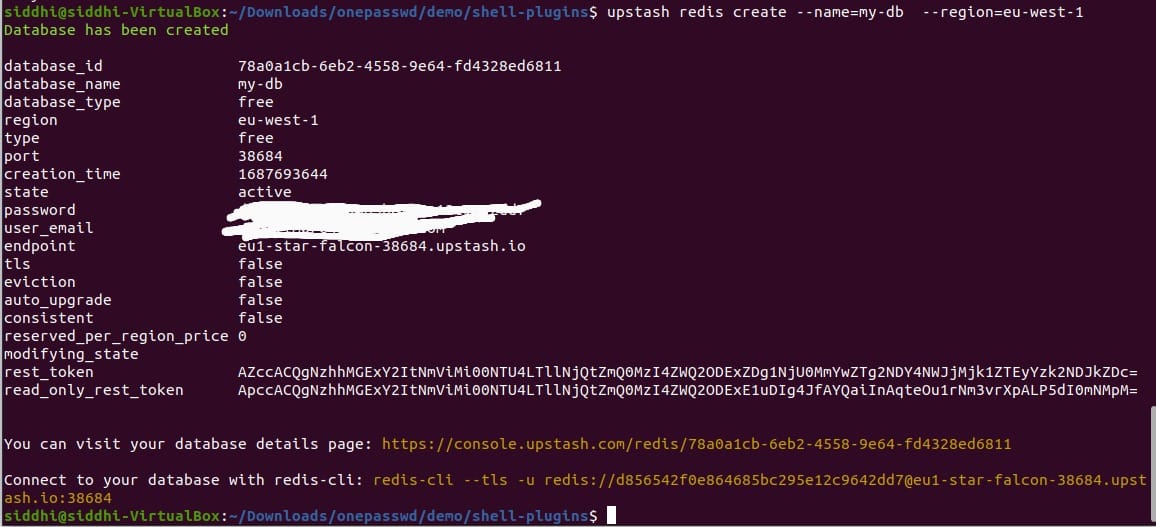 siddhi@siddhi-VirtualBox:~/Downloads/onepasswd/demo/shell-plugins$ upstash redis create --name=my-db  --region=eu-west-1
Database has been created
database_id 78a0a1cb-6eb2-4558-9e64-fd4328ed6811
database_name my-db
database_type free
region eu-west-1
type free
port 38684
creation_time 1687693644
state active
password
user_email
endpoint eu1-star-falcon-38684.upstash.io
tls false
eviction false
auto_upgrade false
consistent false
reserved_per_region_price 0
modifying_state
rest_token AZccACQgNzhhMGExY2ItNmViMi00NTU4LTllNjQtZmQ0MzI4ZWQ2ODExZDg1NjU0MmYwZTg2NDY4NWJjMjk1ZTEyYzk2NDJkZDc=
read_only_rest_token ApccACQgNzhhMGExY2ItNmViMi00NTU4LTllNjQtZmQ0MzI4ZWQ2ODExE1uDIg4JfAYQaiInAqteOu1rNm3vrXpALP5dI0mNMpM=
You can visit your database details page: https://console.upstash.com/redis/78a0a1cb-6eb2-4558-9e64-fd4328ed6811
Connect to your database with redis-cli: redis-cli --tls -u redis://d856542f0e864685bc295e12c9642dd7@eu1-star-falcon-38684.upst
ash.io:38684
siddhi@siddhi-VirtualBox:~/Downloads/onepasswd/demo/shell-plugins$